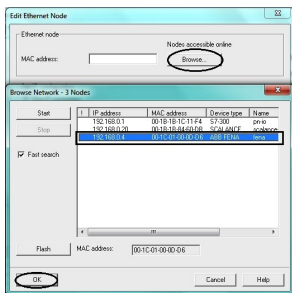 Edit Ethernet Node
Ethernet node
Nodes accessible online
MAC address:
Browse...
Browse Network - 3 Nodes
Start
Stop
Fast search
! IP address MAC address Device type Name
192.168.0.1 00-1B-1B-1C-11-F4 S7-300 pn-io
192.168.0.20 SCALANCE scalance
192.168.0.4 00-1C-01-00-0D-D6 ABB FENA fena
Flash
MAC address: 00-1C-01-00-0D-D6
OK
Cancel
Help